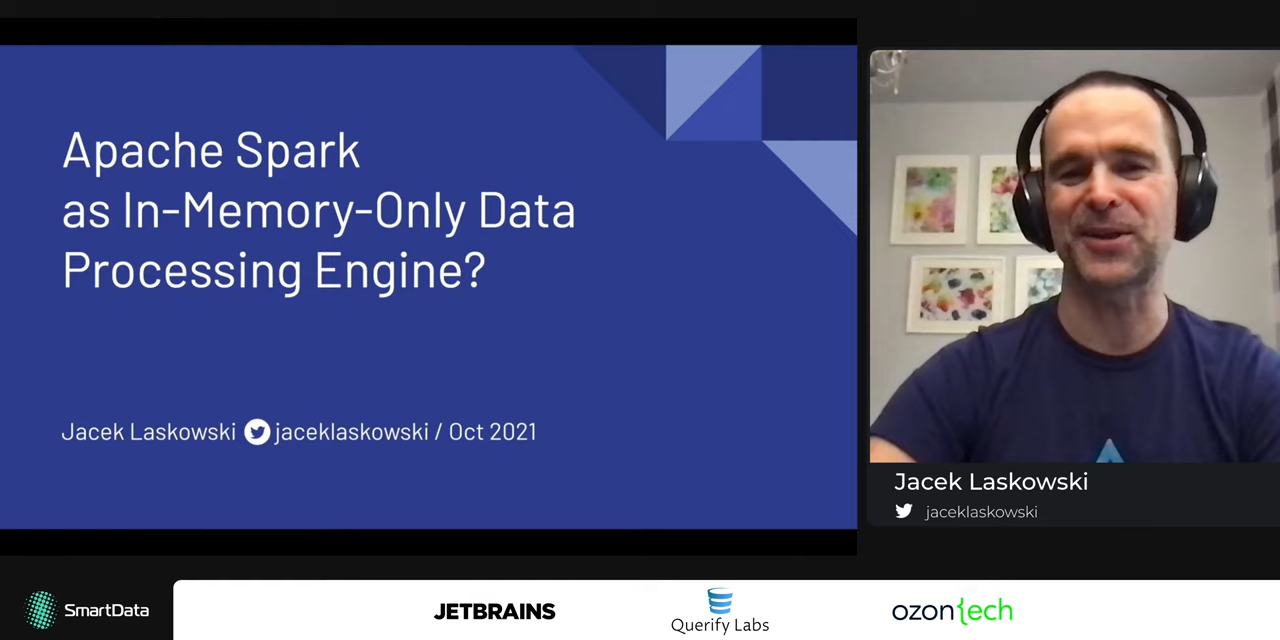 Apache Spark
as In-Memory-Only Data
Processing Engine?
Jacek Laskowski jaceklaskowski / Oct 2021
Jacek Laskowski
jaceklaskowski
SmartData
JETBRAINS
Querify Labs
ozon{ech